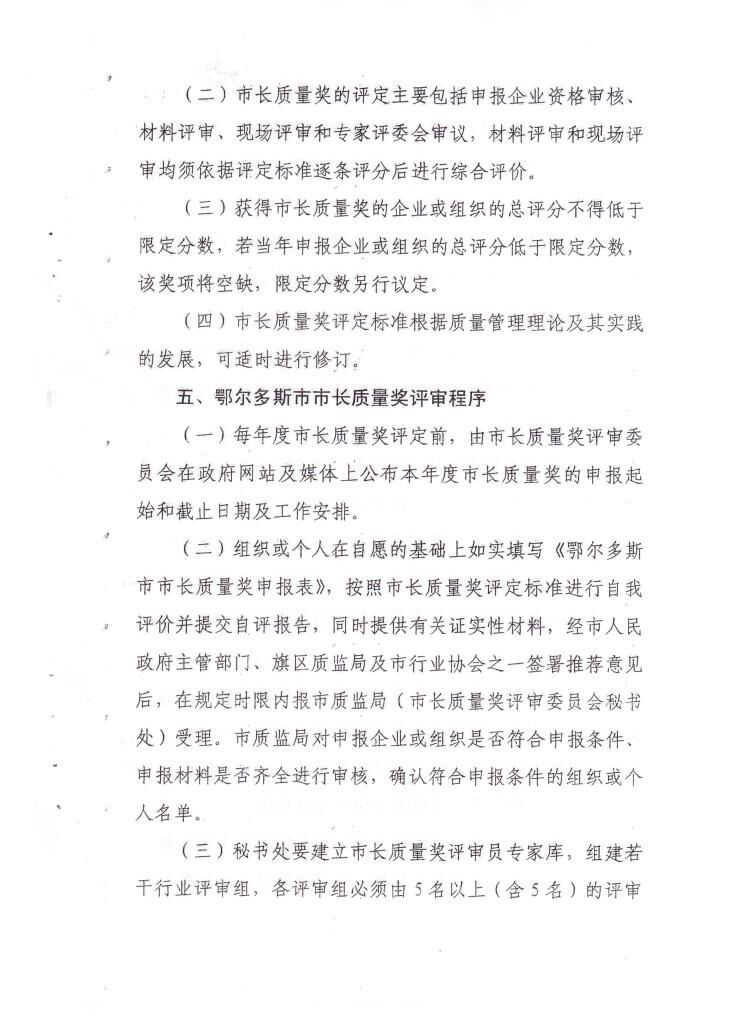 （二）市长质量奖的评定主要包括申报企业资格审核、
材料评审、现场评审和专家评委会审议，材料评审和现场评
审均须依据评定标准逐条评分后进行综合评价。
（三）获得市长质量奖的企业或组织的总评分不得低于
限定分数，若当年申报企业或组织的总评分低于限定分数，
该奖项将空缺，限定分数另行议定。
（四）市长质量奖评定标准根据质量管理理论及其实践
的发展，可适时进行修订。
五、鄂尔多斯市市长质量奖评审程序
（一）每年度市长质量奖评定前，由市长质量奖评审委
员会在政府网站及媒体上公布本年度市长质量奖的申报起
始和截止日期及工作安排。
（二）组织或个人在自愿的基础上如实填写《鄂尔多斯
市市长质量奖申报表》，按照市长质量奖评定标准进行自我
评价并提交自评报告，同时提供有关证实性材料，经市人民
政府主管部门、旗区质监局及市行业协会之一签署推荐意见
后，在规定时限内报市质监局（市长质量奖评审委员会秘书
处）受理。市质监局对申报企业或组织是否符合申报条件、
申报材料是否齐全进行审核，确认符合申报条件的组织或个
人名单。
（三）秘书处要建立市长质量奖评审员专家库，组建若
干行业评审组，各评审组必须由 5 名以上（含 5 名）的评审